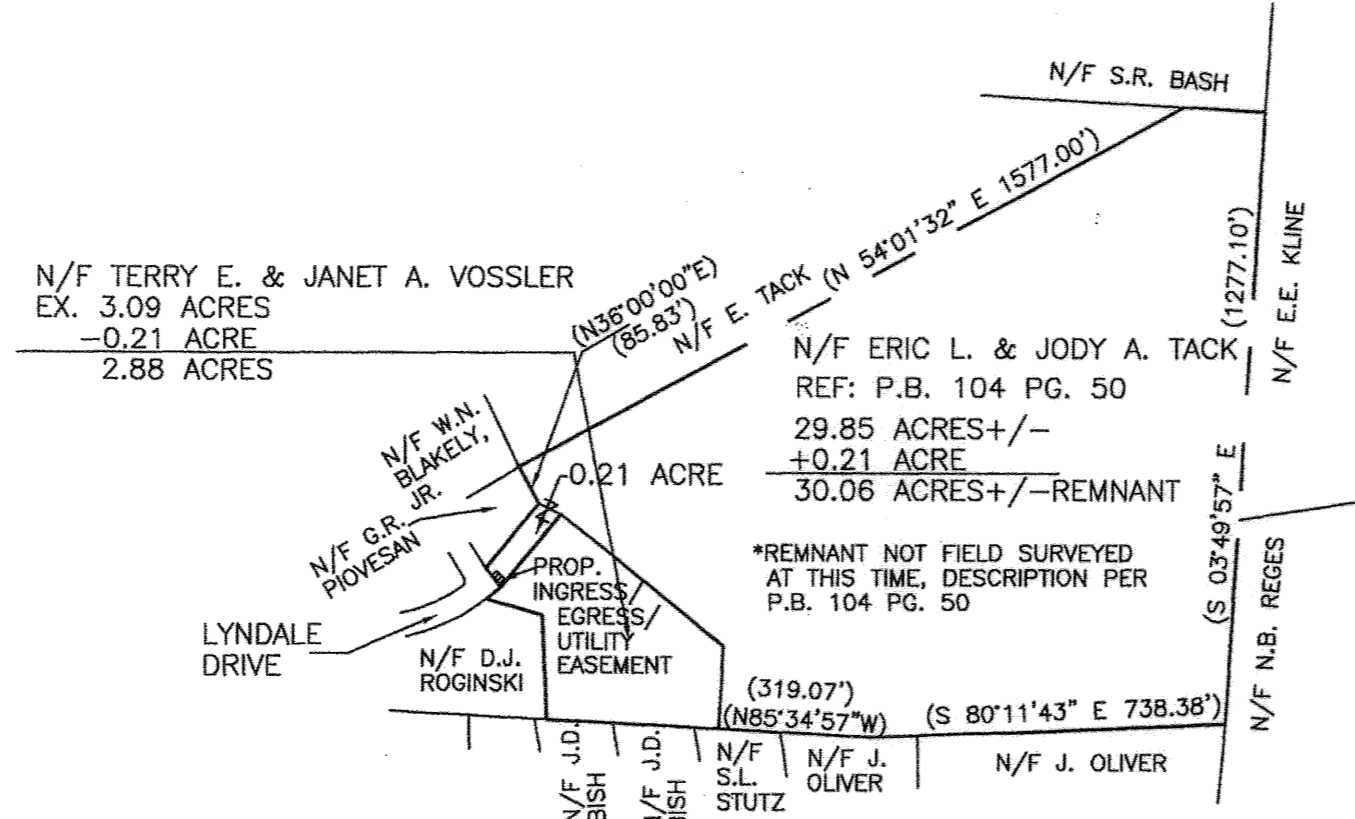 N/F S.R. BASH
(N 54°01'32" E 1577.00')
N/F E. TACK
(N36°00'00"E)
(85.83')
(1277.10')
N/F E.E. KLINE
N/F TERRY E. & JANET A. VOSSLER
EX. 3.09 ACRES
-0.21 ACRE
2.88 ACRES
N/F ERIC L. & JODY A. TACK
REF: P.B. 104 PG. 50
29.85 ACRES+/-
+0.21 ACRE
30.06 ACRES+/-REMNANT
N/F W.N.
BLAKELY,
JR.
0.21 ACRE
N/F G.R.
PIOVESAN
*REMNANT NOT FIELD SURVEYED
AT THIS TIME, DESCRIPTION PER
P.B. 104 PG. 50
(S 03°49'57" E
N/F N.B. REGES
PROP.
INGRESS/
EGRESS/
UTILITY
EASEMENT
LYNDALE
DRIVE
N/F D.J.
ROGINSKI
(319.07')
(N85°34'57"W)
(S 80°11'43" E 738.38')
N/F J.D.
BISH
N/F J.D.
BISH
N/F
S.L.
STUTZ
N/F J.
OLIVER
N/F J. OLIVER